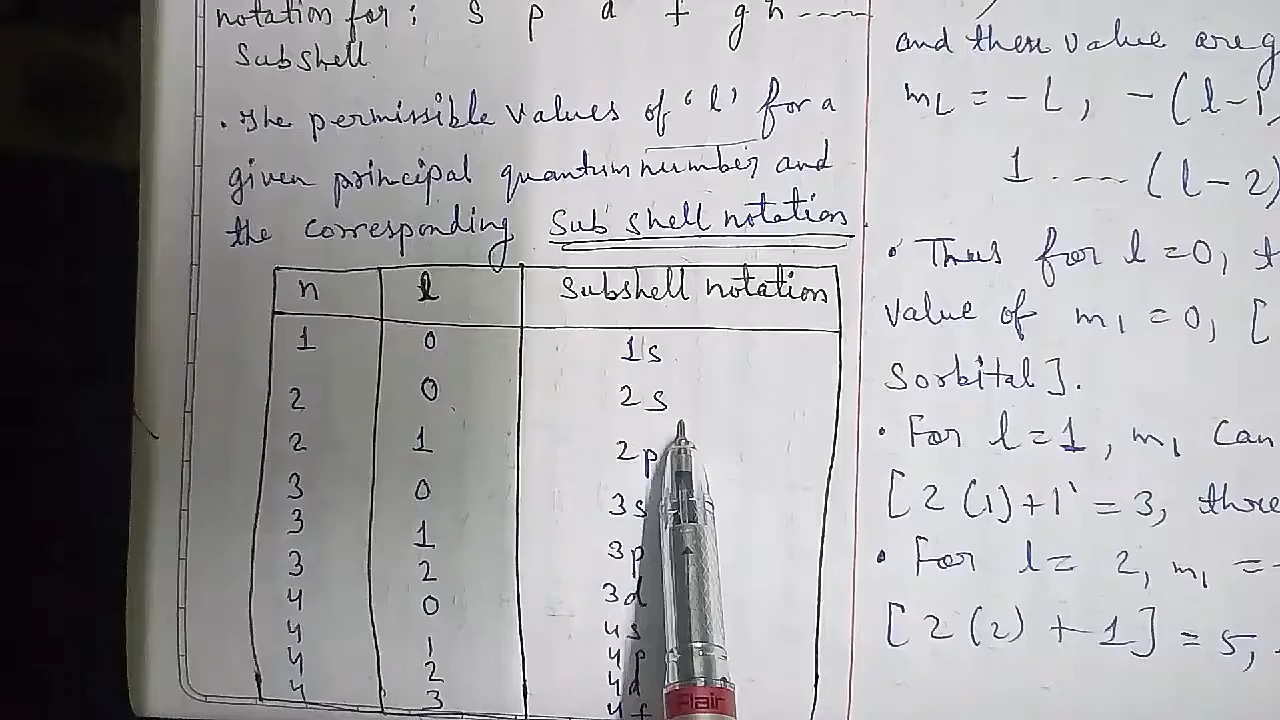 notation for : s p d f g h -----
Subshell
. The permissible values of 'l' for a
given principal quantum number and
the corresponding Sub shell notation
n l Subshell notation
1 0 1s
2 0 2s
2 1 2p
3 0 3s
3 1 3p
3 2 3d
4 0 4s
4 1 4p
4 2 4d
4 3 4f
and there value are g
mL = -L, -(l-1
1 ---- (l-2)
• Thus for l=0, t
value of m1 = 0, [
Sorbital].
• For l=1, m1 can
[2(1)+1' = 3, three
• For l= 2, m1 = -
[2(2)+1] = 5,
Flair